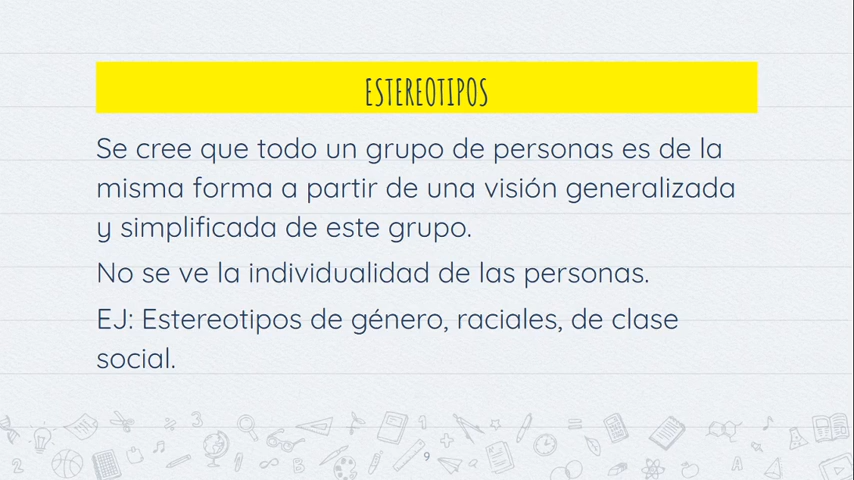 ESTEREOTIPOS
Se cree que todo un grupo de personas es de la
misma forma a partir de una visión generalizada
y simplificada de este grupo.
No se ve la individualidad de las personas.
EJ: Estereotipos de género, raciales, de clase
social.
9